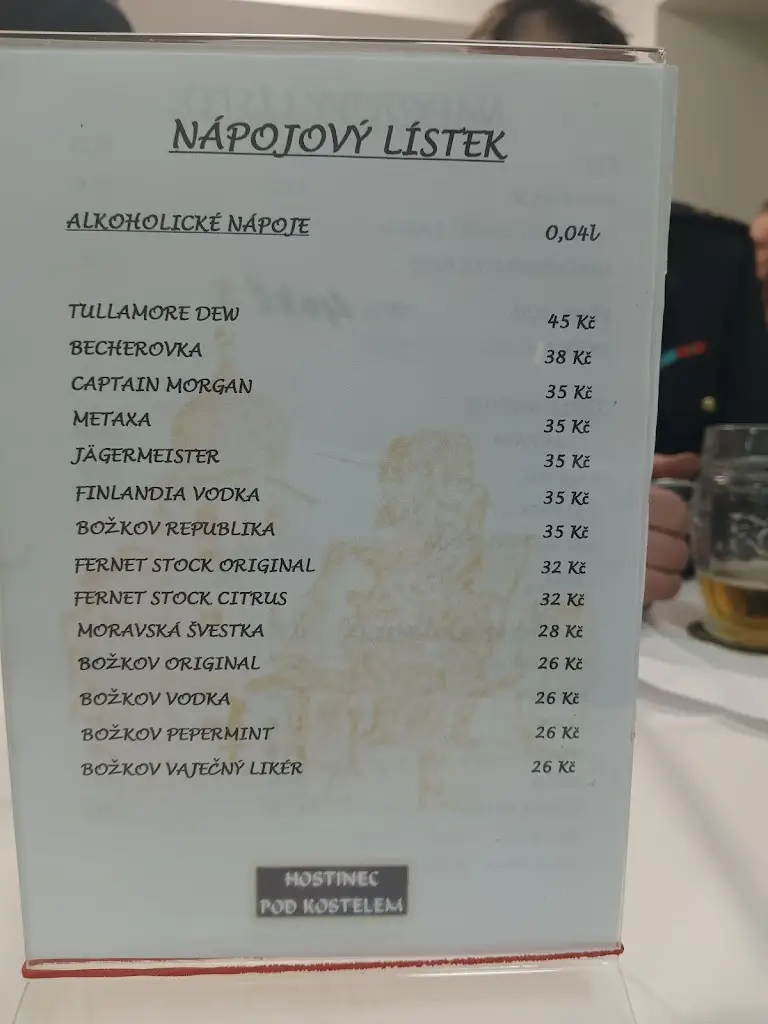 NÁPOJOVÝ LÍSTEK
ALKOHOLICKÉ NÁPOJE 0,04l
TULLAMORE DEW 45 Kč
BECHEROVKA 38 Kč
CAPTAIN MORGAN 35 Kč
METAXA 35 Kč
JÄGERMEISTER 35 Kč
FINLANDIA VODKA 35 Kč
BOŽKOV REPUBLIKA 35 Kč
FERNET STOCK ORIGINAL 32 Kč
FERNET STOCK CITRUS 32 Kč
MORAVSKÁ ŠVESTKA 28 Kč
BOŽKOV ORIGINAL 26 Kč
BOŽKOV VODKA 26 Kč
BOŽKOV PEPERMINT 26 Kč
BOŽKOV VAJEČNÝ LIKÉR 26 Kč
HOSTINEC
POD KOSTELEM